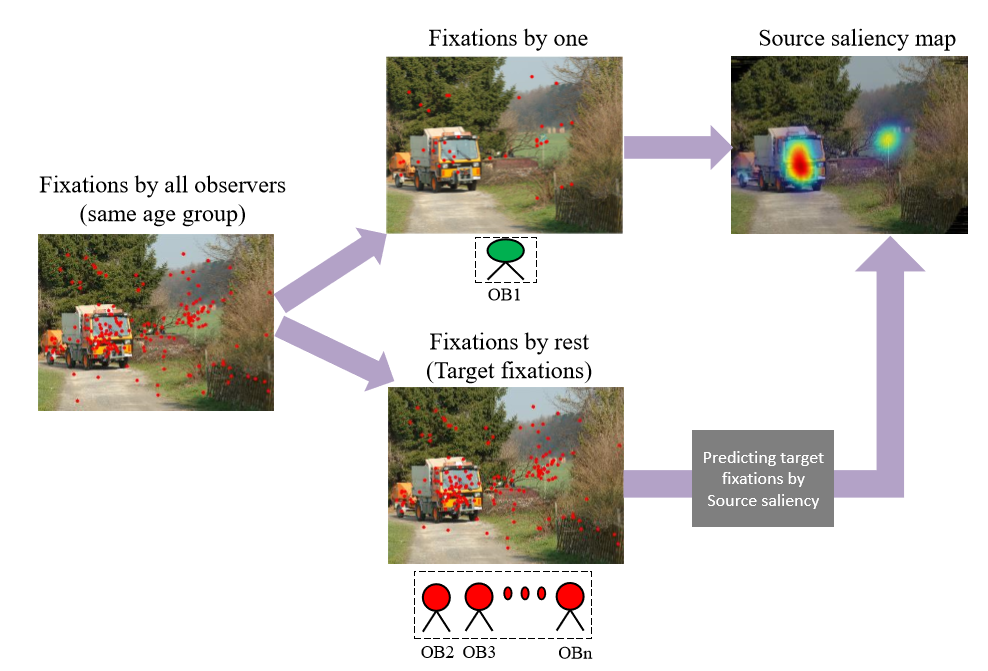 Fixations by one
Source saliency map
Fixations by all observers
(same age group)
OB1
Fixations by rest
(Target fixations)
Predicting target
fixations by
Source saliency
OB2 OB3 OBn